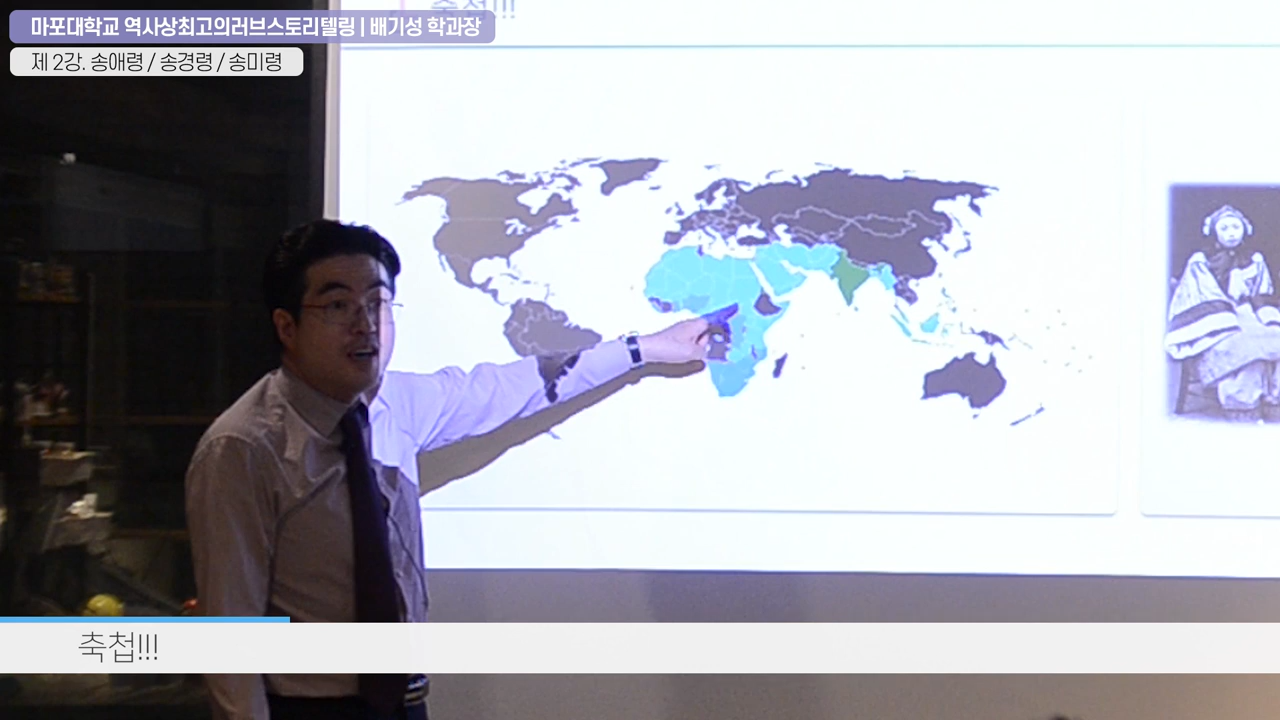 축첩!!!
마포대학교 역사상최고의러브스토리텔링 | 배기성 학과장
제 2강. 송애령 / 송경령 / 송미령
축첩!!!